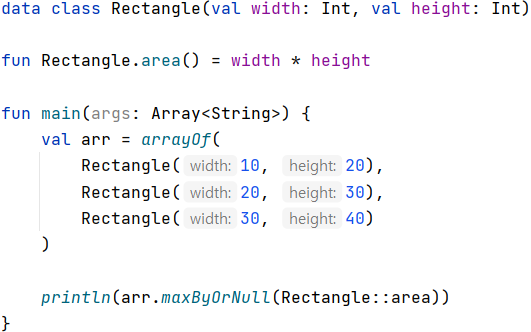 data class Rectangle(val width: Int, val height: Int)
fun Rectangle.area() = width * height
fun main(args: Array<String>) {
val arr = arrayOf(
Rectangle( width: 10, height: 20),
Rectangle( width: 20, height: 30),
Rectangle( width: 30, height: 40)
)
println(arr.maxByOrNull(Rectangle::area))
}